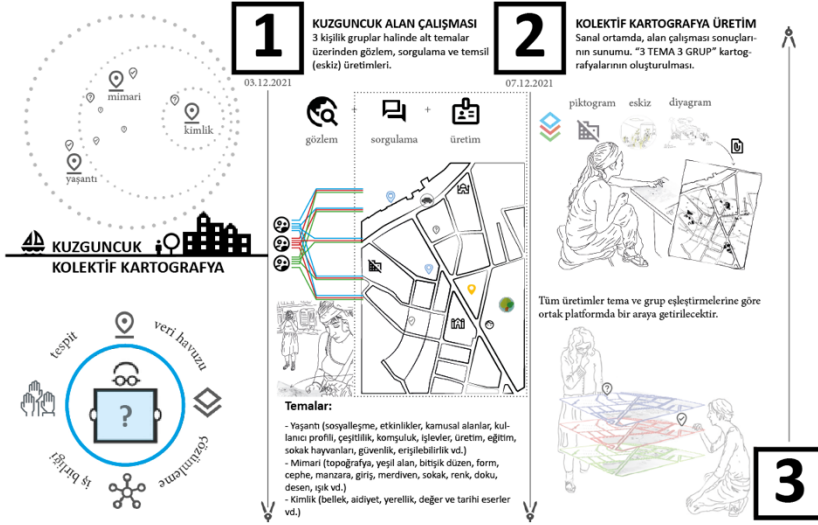 mimari
kimlik
yaşantı
KUZGUNCUK
KOLEKTİF KARTOGRAFYA
tespit
veri havuzu
çözümleme
iş birliği
?
1
KUZGUNCUK ALAN ÇALIŞMASI
3 kişilik gruplar halinde alt temalar
üzerinden gözlem, sorgulama ve temsil
(eskiz) üretimleri.
03.12.2021
gözlem + sorgulama + üretim
Temalar:
- Yaşantı (sosyalleşme, etkinlikler, kamusal alanlar, kul-
lanıcı profili, çeşitlilik, komşuluk, işlevler, üretim, eğitim,
sokak hayvanları, güvenlik, erişilebilirlik vd.)
- Mimari (topoğrafya, yeşil alan, bitişik düzen, form,
cephe, manzara, giriş, merdiven, sokak, renk, doku,
desen, ışık vd.)
- Kimlik (bellek, aidiyet, yerellik, değer ve tarihi eserler
vd.)
2
KOLEKTİF KARTOGRAFYA ÜRETİM
Sanal ortamda, alan çalışması sonuçları-
nın sunumu. “3 TEMA 3 GRUP” kartog-
rafyalarının oluşturulması.
07.12.2021
piktogram eskiz diyagram
Tüm üretimler tema ve grup eşleştirmelerine göre
ortak platformda bir araya getirilecektir.
3